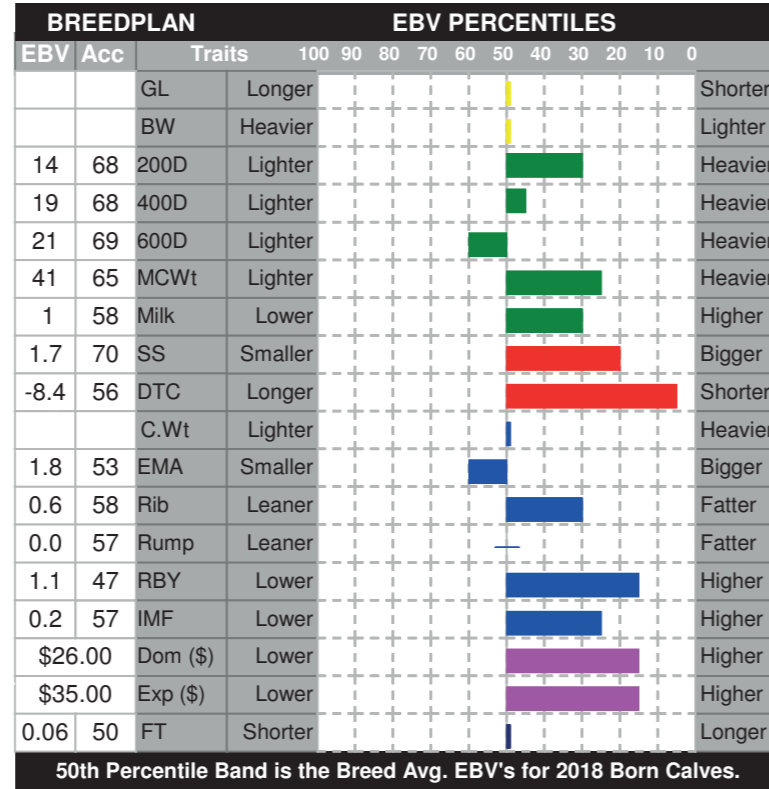 BREEDPLAN EBV PERCENTILES
EBV Acc Traits 100 90 80 70 60 50 40 30 20 10 0
GL Longer Shorter
BW Heavier Lighter
14 68 200D Lighter Heavier
19 68 400D Lighter Heavier
21 69 600D Lighter Heavier
41 65 MCWt Lighter Heavier
1 58 Milk Lower Higher
1.7 70 SS Smaller Bigger
-8.4 56 DTC Longer Shorter
C.Wt Lighter Heavier
1.8 53 EMA Smaller Bigger
0.6 58 Rib Leaner Fatter
0.0 57 Rump Leaner Fatter
1.1 47 RBY Lower Higher
0.2 57 IMF Lower Higher
$26.00 Dom ($) Lower Higher
$35.00 Exp ($) Lower Higher
0.06 50 FT Shorter Longer
50th Percentile Band is the Breed Avg. EBV's for 2018 Born Calves.